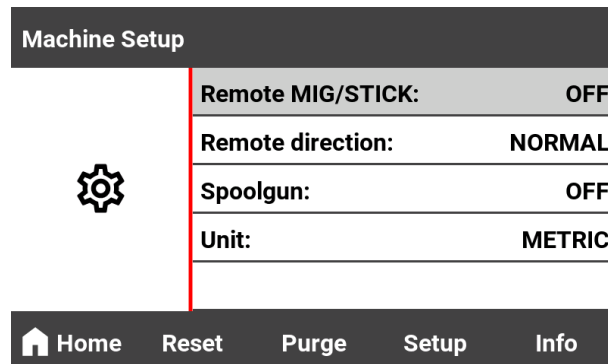 Machine Setup
Remote MIG/STICK: OFF
Remote direction: NORMAL
Spoolgun: OFF
Unit: METRIC
Home Reset Purge Setup Info